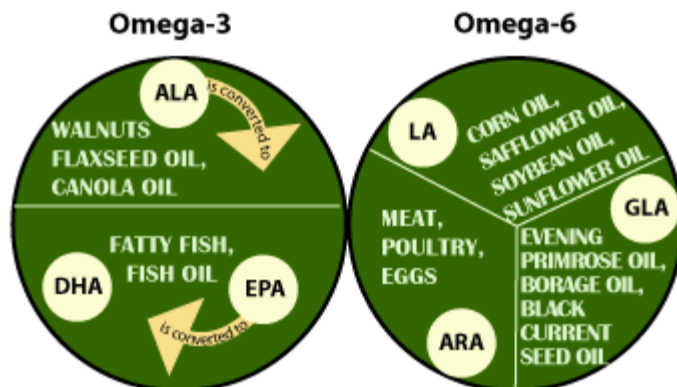 Omega-3
ALA
is converted to
WALNUTS
FLAXSEED OIL,
CANOLA OIL
FATTY FISH,
FISH OIL
DHA
EPA
is converted to
Omega-6
LA
CORN OIL,
SAFFLOWER OIL,
SOYBEAN OIL,
SUNFLOWER OIL
GLA
EVENING
PRIMROSE OIL,
BORAGE OIL,
BLACK
CURRENT
SEED OIL
MEAT,
POULTRY,
EGGS
ARA